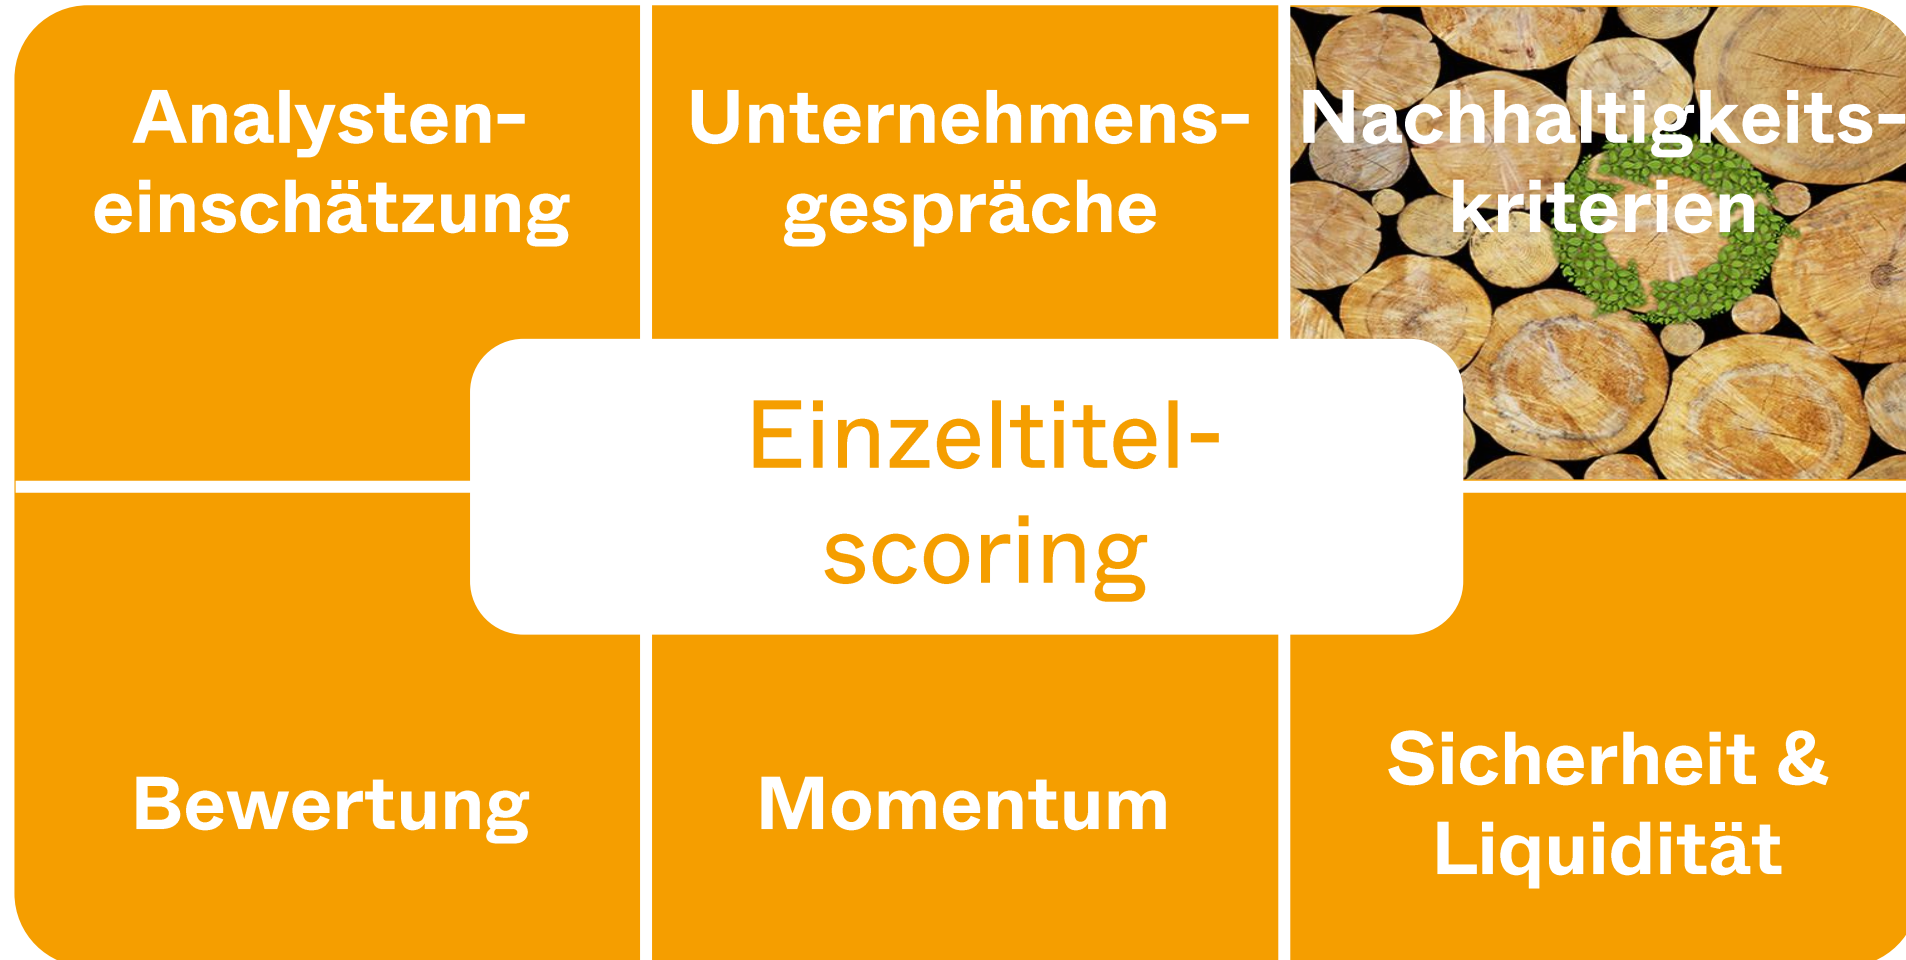 Analysten-
einschätzung
Unternehmens-
gespräche
Nachhaltigkeits-
kriterien
Einzeltitel-
scoring
Bewertung
Momentum
Sicherheit &
Liquidität